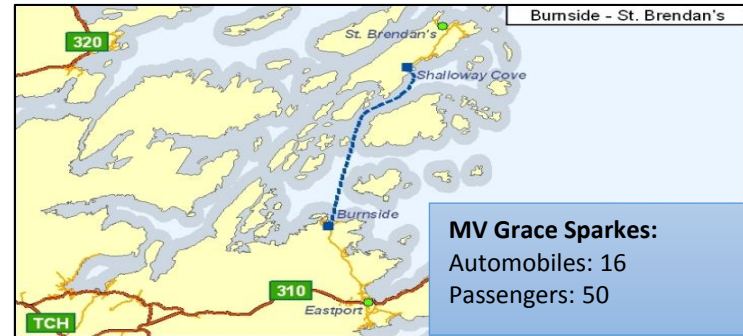 Burnside - St. Brendan's
320
St. Brendan's
Shalloway Cove
Burnside
MV Grace Sparkes:
Automobiles: 16
Passengers: 50
310
Eastport
TCH